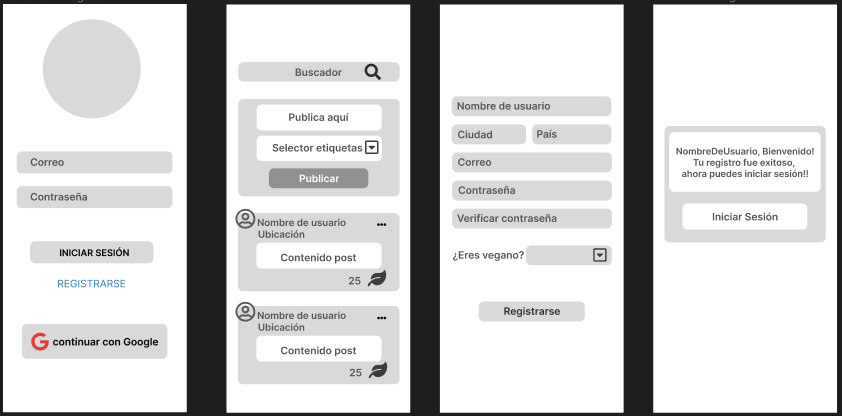 Correo
Contraseña
INICIAR SESIÓN
REGISTRARSE
continuar con Google
Buscador
Publica aquí
Selector etiquetas
Publicar
Nombre de usuario
Ubicación
Contenido post
25
Nombre de usuario
Ubicación
Contenido post
25
Nombre de usuario
Ciudad
País
Correo
Contraseña
Verificar contraseña
¿Eres vegano?
Registrarse
NombreDeUsuario, Bienvenido!
Tu registro fue exitoso,
ahora puedes iniciar sesión!!
Iniciar Sesión